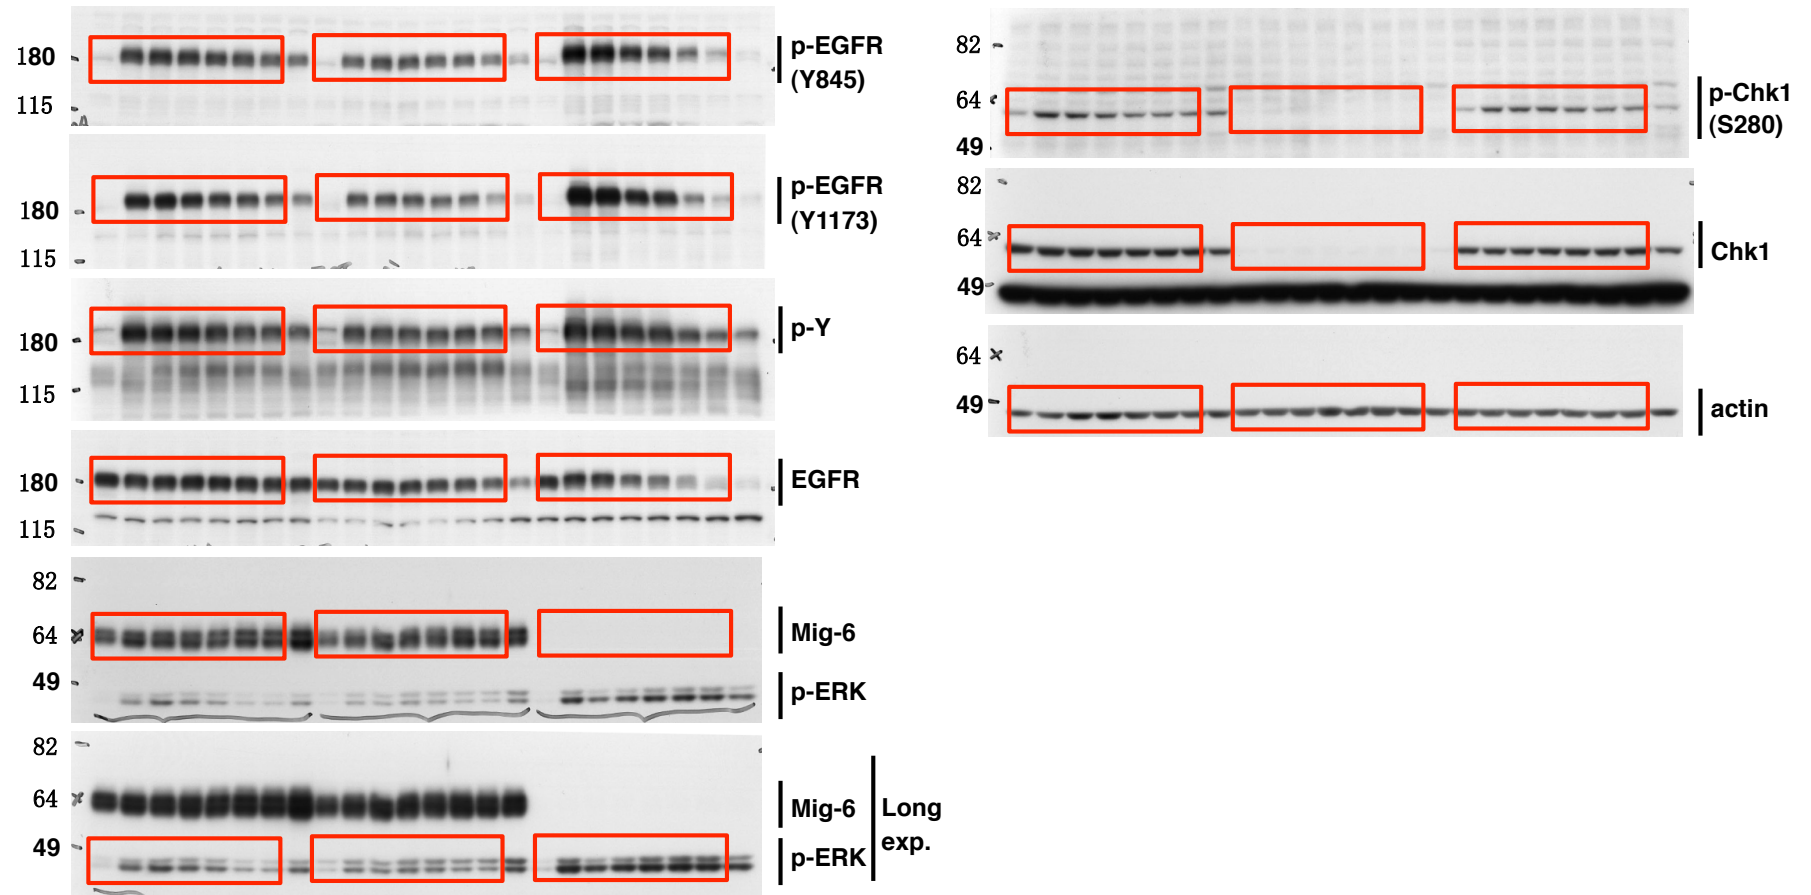 180
115
p-EGFR
(Y845)
180
115
p-EGFR
(Y1173)
180
115
p-Y
180
115
EGFR
82
64
49
Mig-6
p-ERK
82
64
49
Mig-6
p-ERK
Long
exp.
82
64
49
p-Chk1
(S280)
82
64
49
Chk1
64
49
actin